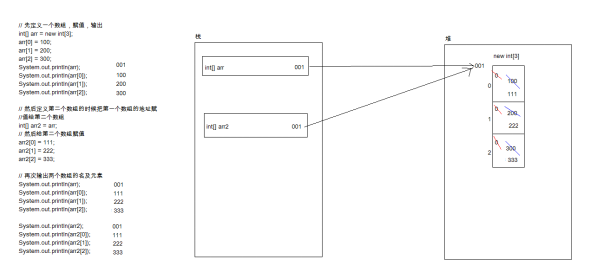 // 先定义一个数组，赋值，输出
int[] arr = new int[3];
arr[0] = 100;
arr[1] = 200;
arr[2] = 300;
System.out.println(arr); 001
System.out.println(arr[0]); 100
System.out.println(arr[1]); 200
System.out.println(arr[2]); 300
// 然后定义第二个数组的时候把第一个数组的地址赋
//值给第二个数组
int[] arr2 = arr;
// 然后给第二个数组赋值
arr2[0] = 111;
arr2[1] = 222;
arr2[2] = 333;
// 再次输出两个数组的名及元素
System.out.println(arr); 001
System.out.println(arr[0]); 111
System.out.println(arr[1]); 222
System.out.println(arr[2]); 333
System.out.println(arr2); 001
System.out.println(arr2[0]); 111
System.out.println(arr2[1]); 222
System.out.println(arr2[2]); 333
栈
int[] arr 001
int[] arr2 001
堆
new int[3]
001
0 0 100
111
1 0 200
222
2 0 300
333